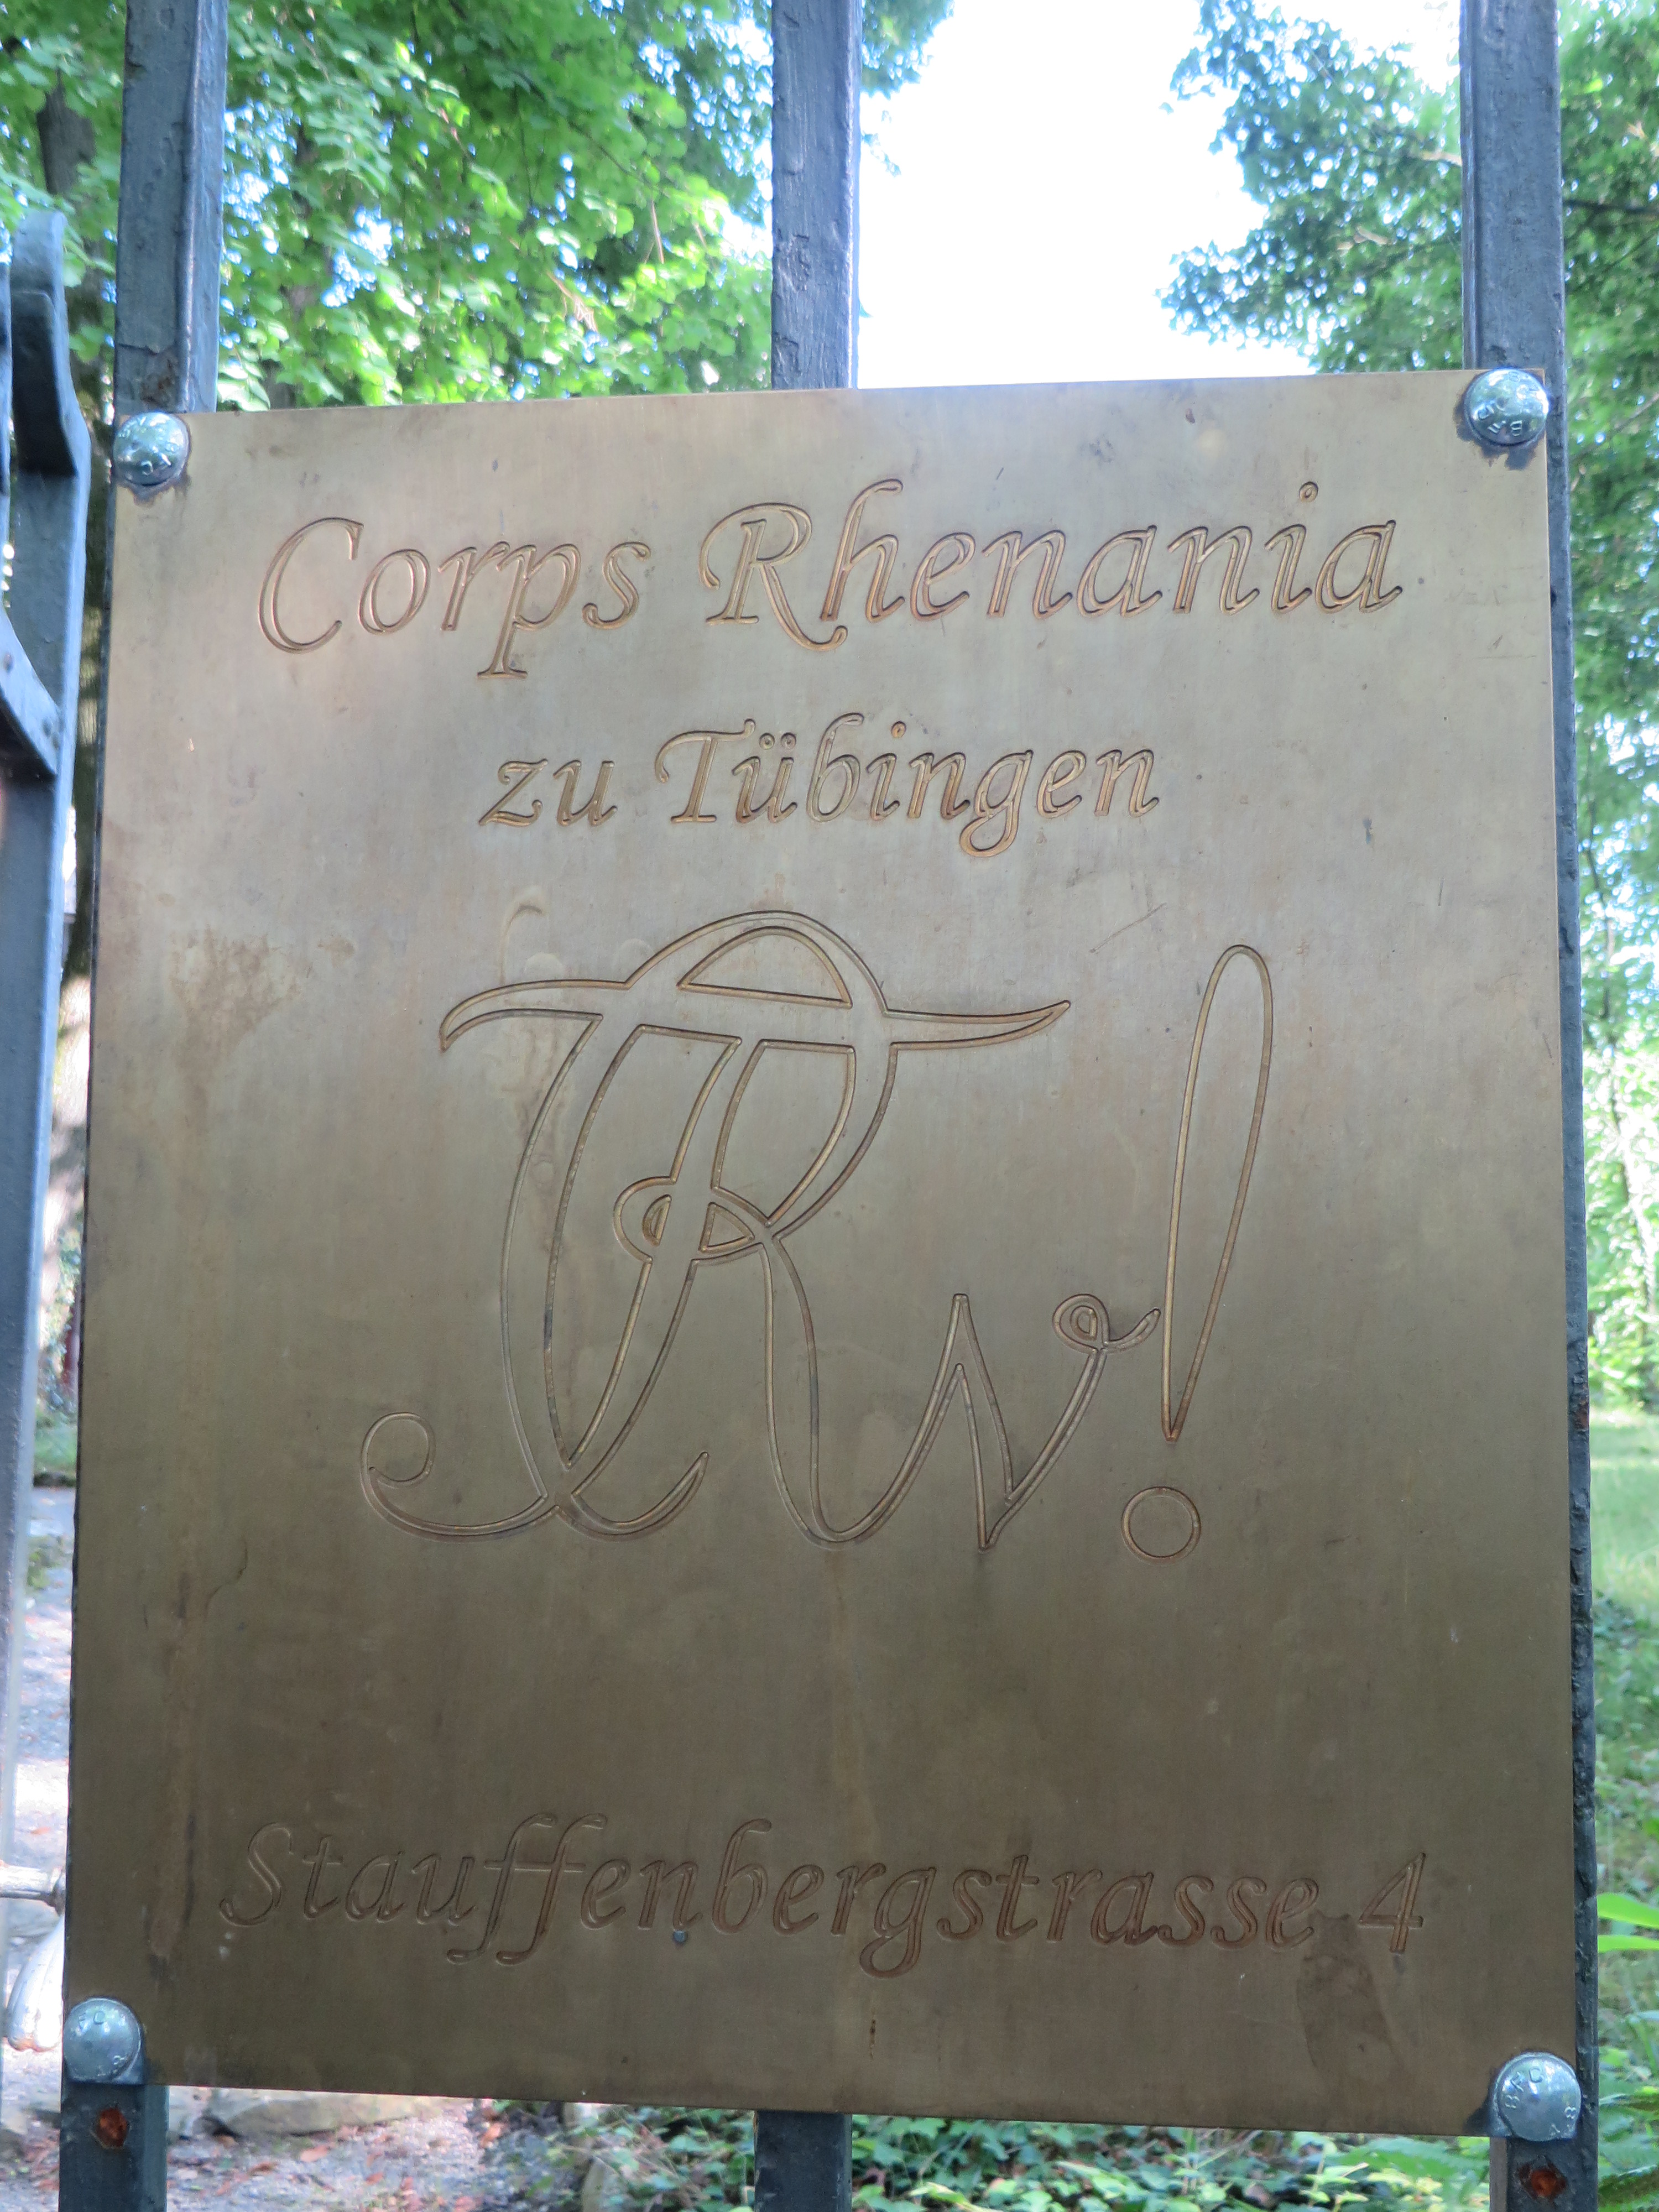 Corps Rhenania
zu Tübingen
Stauffenbergstrasse 4